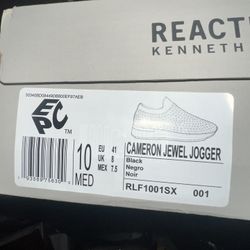 REACT
KENNETH
ECPC™
10
MED
EU 41
UK 8
MEX 7.5
CAMERON JEWEL JOGGER
Black
Negro
Noir
RLF1001SX 001